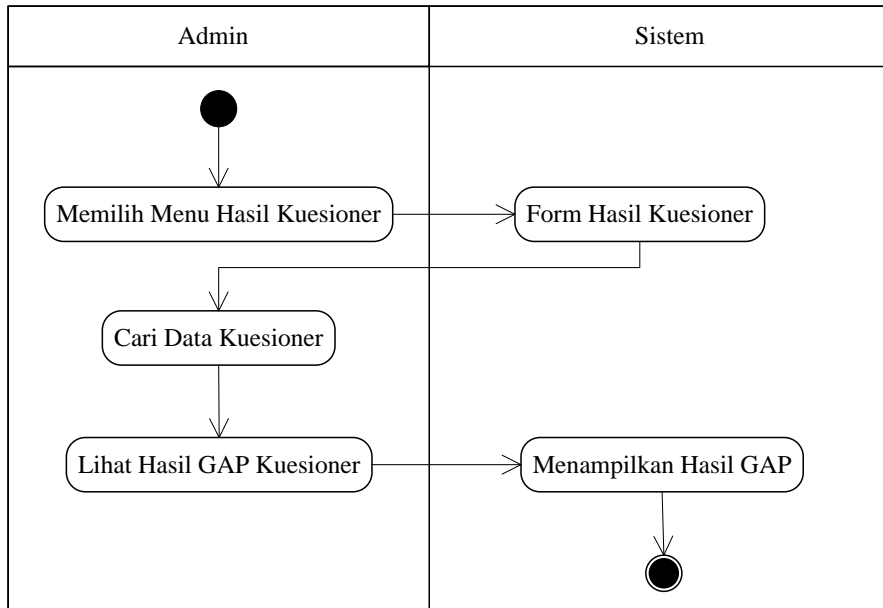 Admin
Sistem
Memilih Menu Hasil Kuesioner
Form Hasil Kuesioner
Cari Data Kuesioner
Lihat Hasil GAP Kuesioner
Menampilkan Hasil GAP